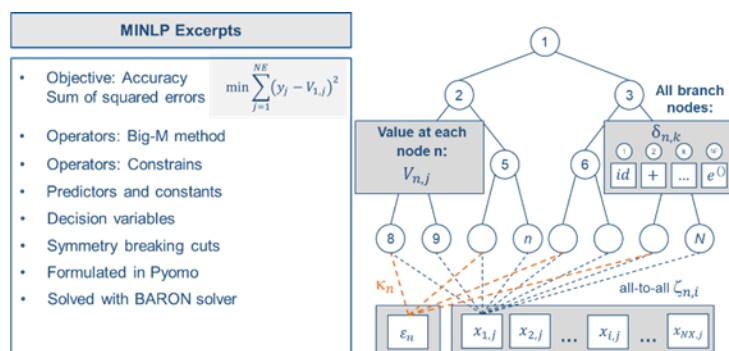 MINLP Excerpts
• Objective: Accuracy
Sum of squared errors
min ∑_{j=1}^{NE} (y_j − V_{1,j})^2
• Operators: Big-M method
• Operators: Constrains
• Predictors and constants
• Decision variables
• Symmetry breaking cuts
• Formulated in Pyomo
• Solved with BARON solver
1
2
3
All branch
nodes:
Value at each
node n:
V_{n,j}
5
6
δ_{n,k}
1 2 k NF
id + … e^()
8 9 n N
κ_n
all-to-all ζ_{n,i}
ε_n
x_{1,j} x_{2,j} … x_{i,j} … x_{NX,j}